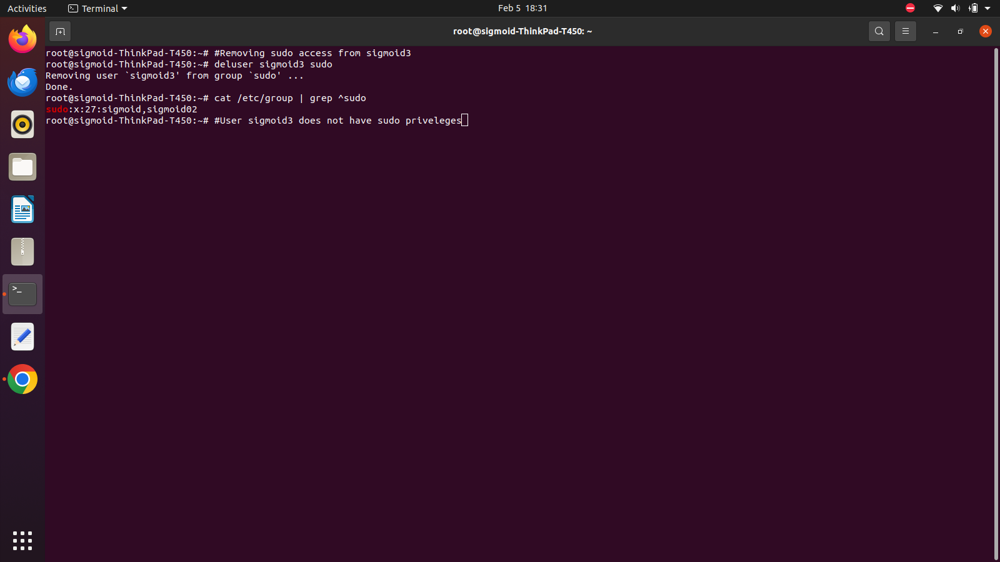 Activities
Terminal
Feb 5 18:31
root@sigmoid-ThinkPad-T450: ~
root@sigmoid-ThinkPad-T450:~# #Removing sudo access from sigmoid3
root@sigmoid-ThinkPad-T450:~# deluser sigmoid3 sudo
Removing user `sigmoid3' from group `sudo' ...
Done.
root@sigmoid-ThinkPad-T450:~# cat /etc/group | grep ^sudo
sudo:x:27:sigmoid,sigmoid02
root@sigmoid-ThinkPad-T450:~# #User sigmoid3 does not have sudo priveleges